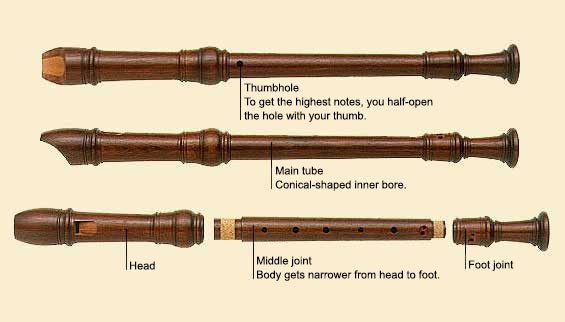 Thumbhole
To get the highest notes, you half-open
the hole with your thumb.
Main tube
Conical-shaped inner bore.
Head
Middle joint
Body gets narrower from head to foot.
Foot joint